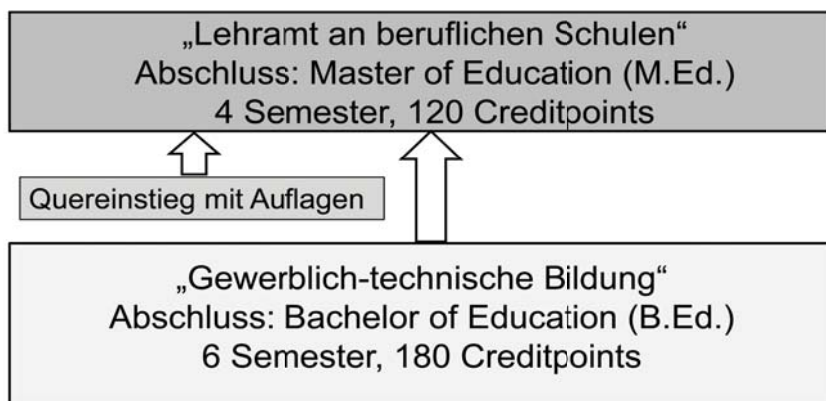 „Lehramt an beruflichen Schulen“
Abschluss: Master of Education (M.Ed.)
4 Semester, 120 Creditpoints
Quereinstieg mit Auflagen
„Gewerblich-technische Bildung“
Abschluss: Bachelor of Education (B.Ed.)
6 Semester, 180 Creditpoints